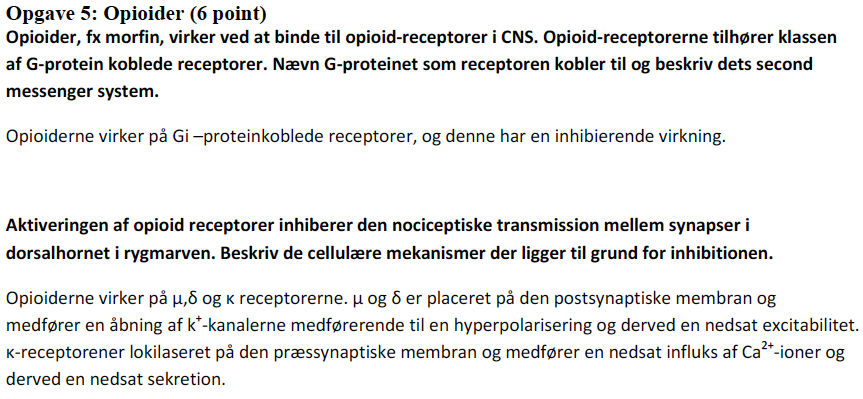 Opgave 5: Opioider (6 point)
Opioider, fx morfin, virker ved at binde til opioid-receptorer i CNS. Opioid-receptorerne tilhører klassen
af G-protein koblede receptorer. Nævn G-proteinet som receptoren kobler til og beskriv dets second
messenger system.
Opioiderne virker på Gi –proteinkoblede receptorer, og denne har en inhibierende virkning.
Aktiveringen af opioid receptorer inhiberer den nociceptiske transmission mellem synapser i
dorsalhornet i rygmarven. Beskriv de cellulære mekanismer der ligger til grund for inhibitionen.
Opioiderne virker på μ,δ og κ receptorerne. μ og δ er placeret på den postsynaptiske membran og
medfører en åbning af k⁺-kanalerne medførerende til en hyperpolarisering og derved en nedsat excitabilitet.
κ-receptorener lokilaseret på den præssynaptiske membran og medfører en nedsat influks af Ca²⁺-ioner og
derved en nedsat sekretion.